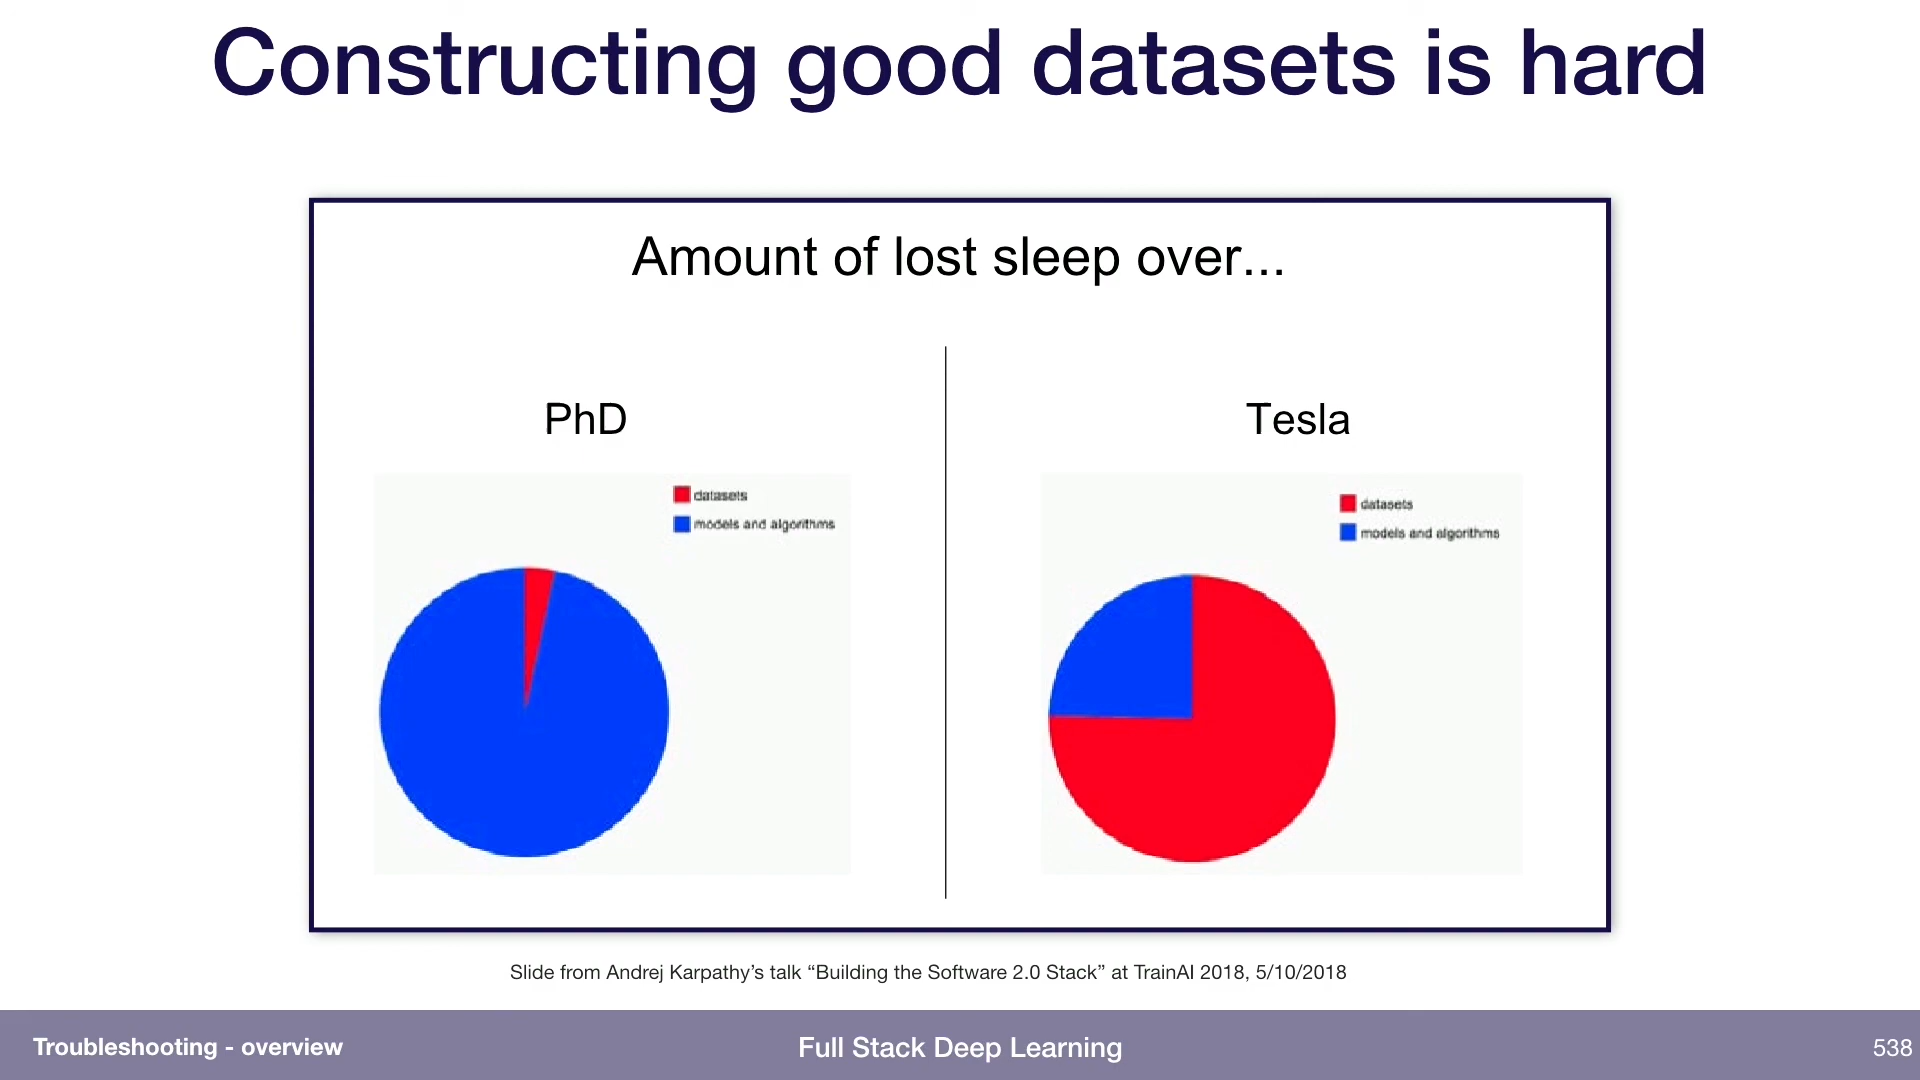 Constructing good datasets is hard
Amount of lost sleep over...
PhD
datasets
models and algorithms
Tesla
datasets
models and algorithms
Slide from Andrej Karpathy’s talk “Building the Software 2.0 Stack” at TrainAI 2018, 5/10/2018
Troubleshooting - overview
Full Stack Deep Learning
538